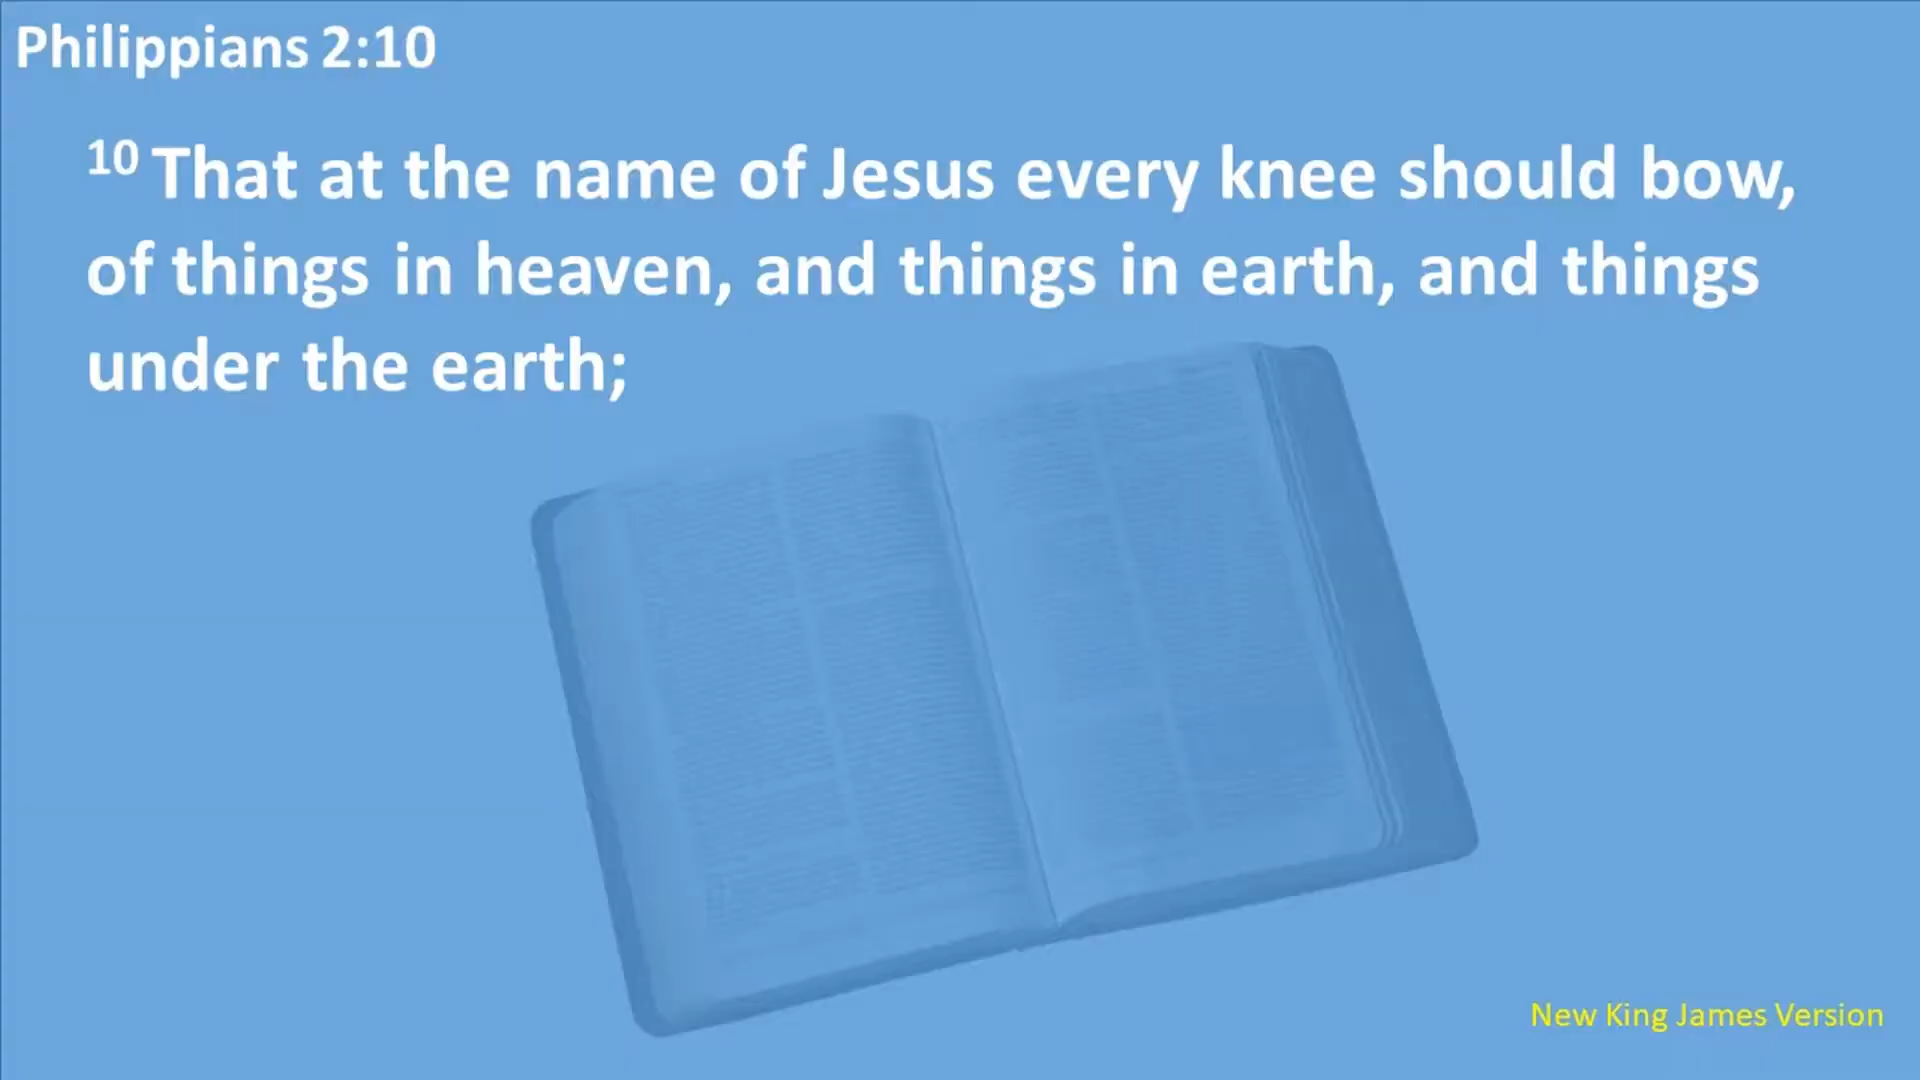 Philippians 2:10
10 That at the name of Jesus every knee should bow,
of things in heaven, and things in earth, and things
under the earth;
New King James Version